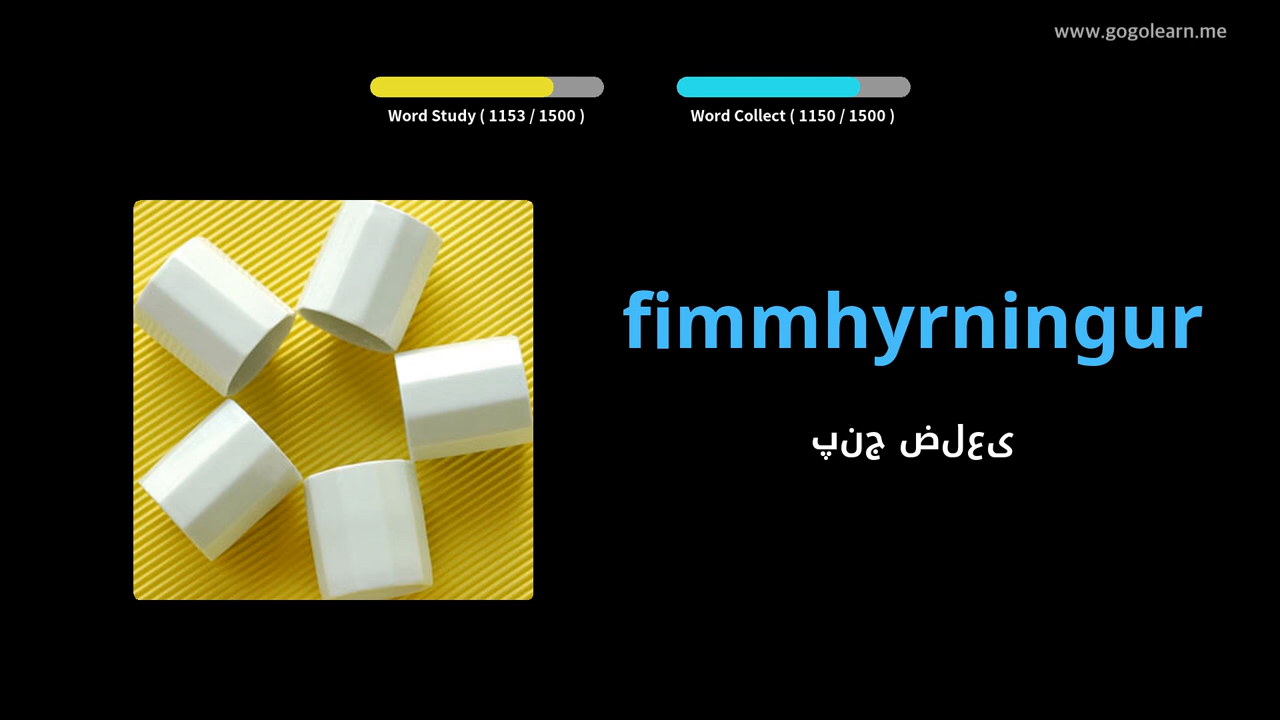 www.gogolearn.me
Word Study ( 1153 / 1500 )
Word Collect ( 1150 / 1500 )
fimmhyrningur
پنج ضلعی